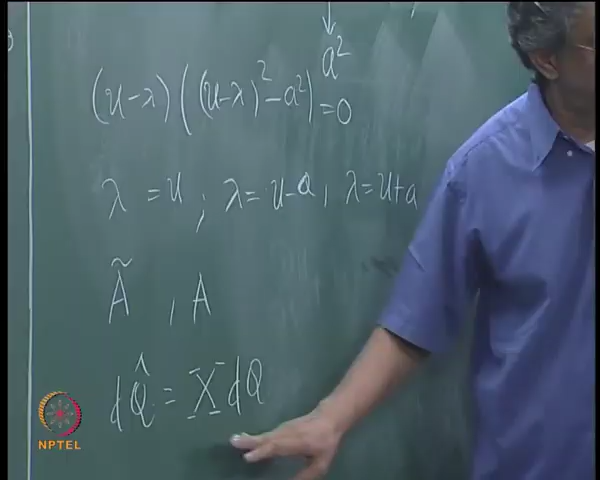 a²
(u-λ)((u-λ)²-a²)=0
λ=u; λ=u-a, λ=u+a
Ã, A
dQ̂ = X dQ
NPTEL